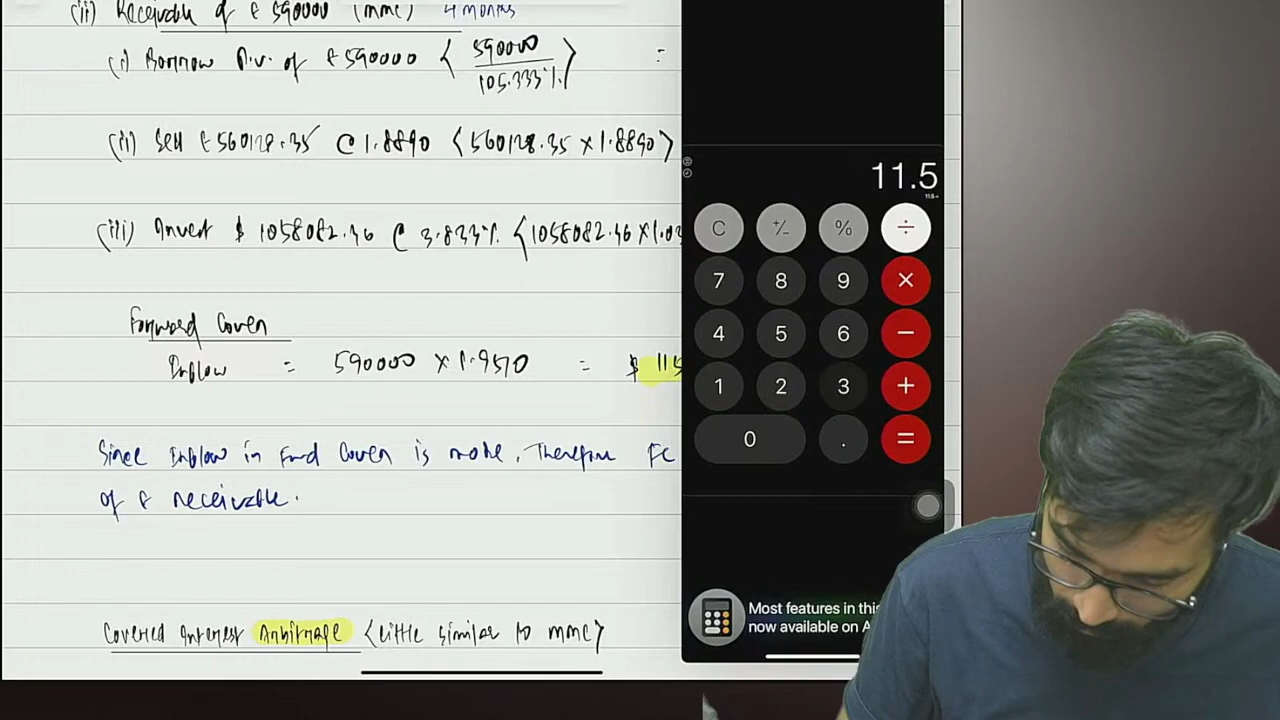 (ii) Receivable of £ 590000 (mmc) 4 months
(i) Borrow P.V. of £590000 < 590000 / 105.333% > =
(ii) Sell £560128.35 @ 1.8890 <560128.35 × 1.8890>
(iii) Invest $ 1058082.46 @ 3.833% <1058082.46 × 1.03
Forward Cover
Inflow = 590000 × 1.9510 = $ 115
Since Inflow in Fwd Cover is more, Therefore FC
of £ receivable.
Covered Interest Arbitrage <little similar to mmc>
11.5
C +/- % ÷
7 8 9 ×
4 5 6 −
1 2 3 +
0 . =
Most features in this
now available on A